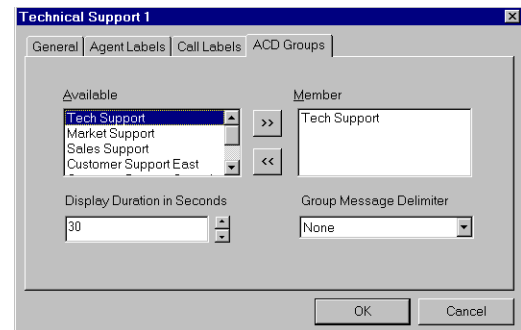 Technical Support 1
General Agent Labels Call Labels ACD Groups
Available Member
Tech Support
Market Support
Sales Support
Customer Support East
>>
<<
Tech Support
Display Duration in Seconds Group Message Delimiter
30 None
OK Cancel